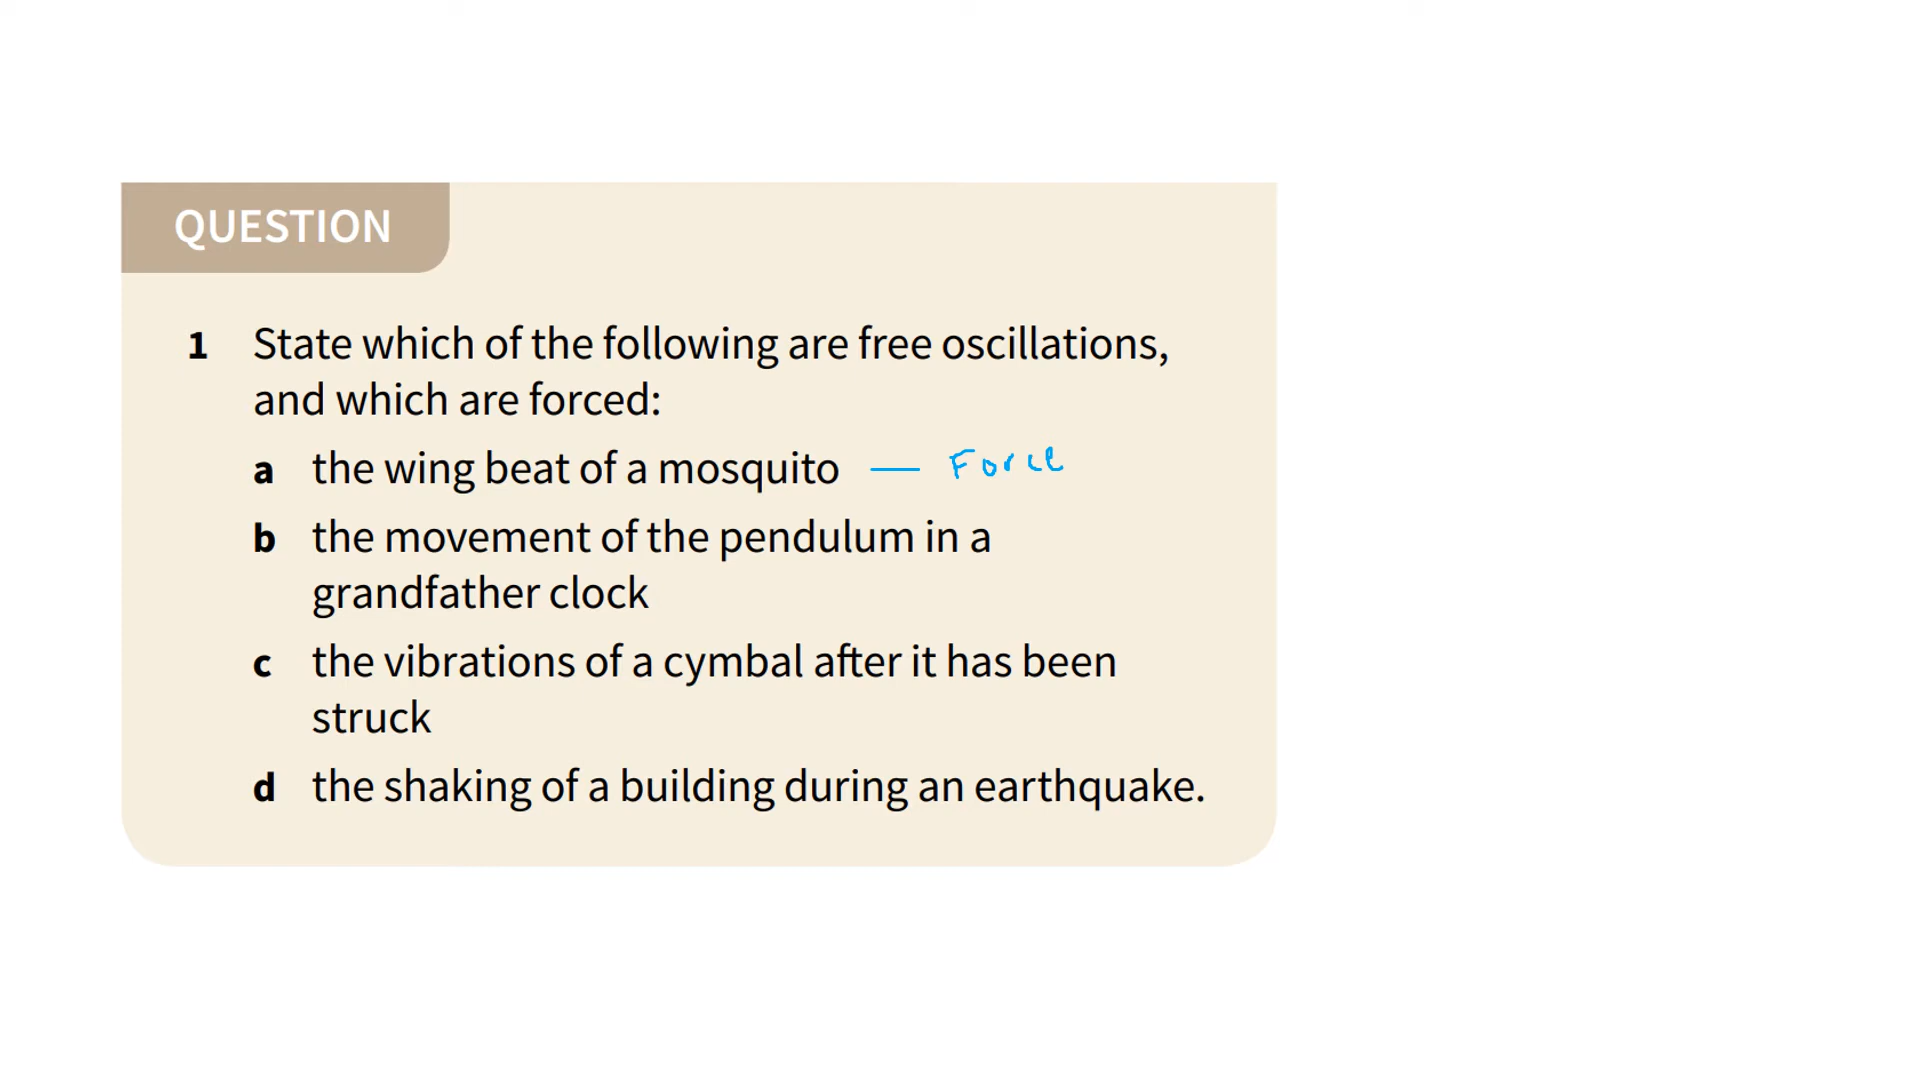 QUESTION
1 State which of the following are free oscillations,
and which are forced:
a the wing beat of a mosquito — Force
b the movement of the pendulum in a
grandfather clock
c the vibrations of a cymbal after it has been
struck
d the shaking of a building during an earthquake.